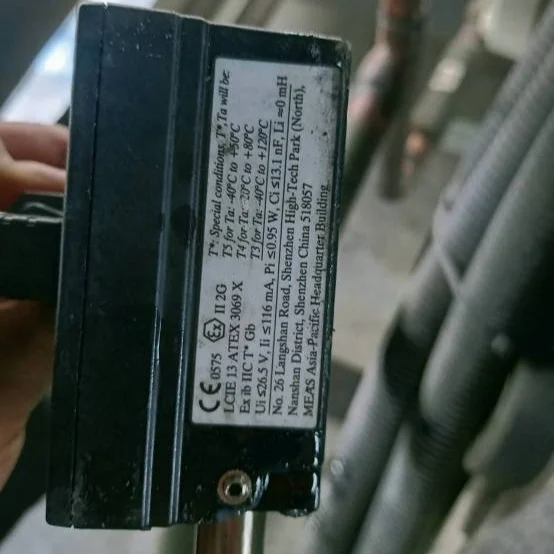 CE 0575 Ex II 2G
LCIE 13 ATEX 3069 X
Ex ib IIC T* Gb
T*: Special conditions, T* Ta will be:
T5 for Ta: -40°C to +50°C
T4 for Ta: -20°C to +80°C
T3 for Ta: -40°C to +120°C
Ui ≤26.5 V, Ii ≤116 mA, Pi ≤0.95 W, Ci ≤13.1 nF, Li ≈0 mH
No. 26 Langshan Road, Shenzhen High-Tech Park (North),
Nanshan District, Shenzhen China 518057
MEAS Asia-Pacific Headquarter Building